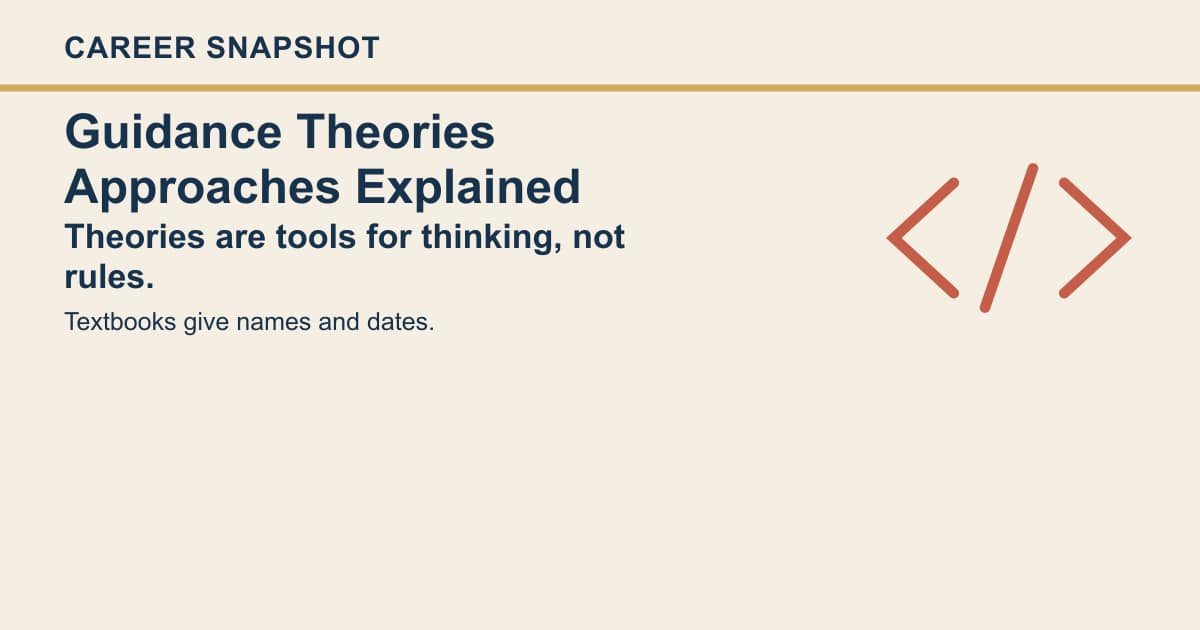 CAREER SNAPSHOT
Guidance Theories
Approaches Explained
Theories are tools for thinking, not
rules.
Textbooks give names and dates.